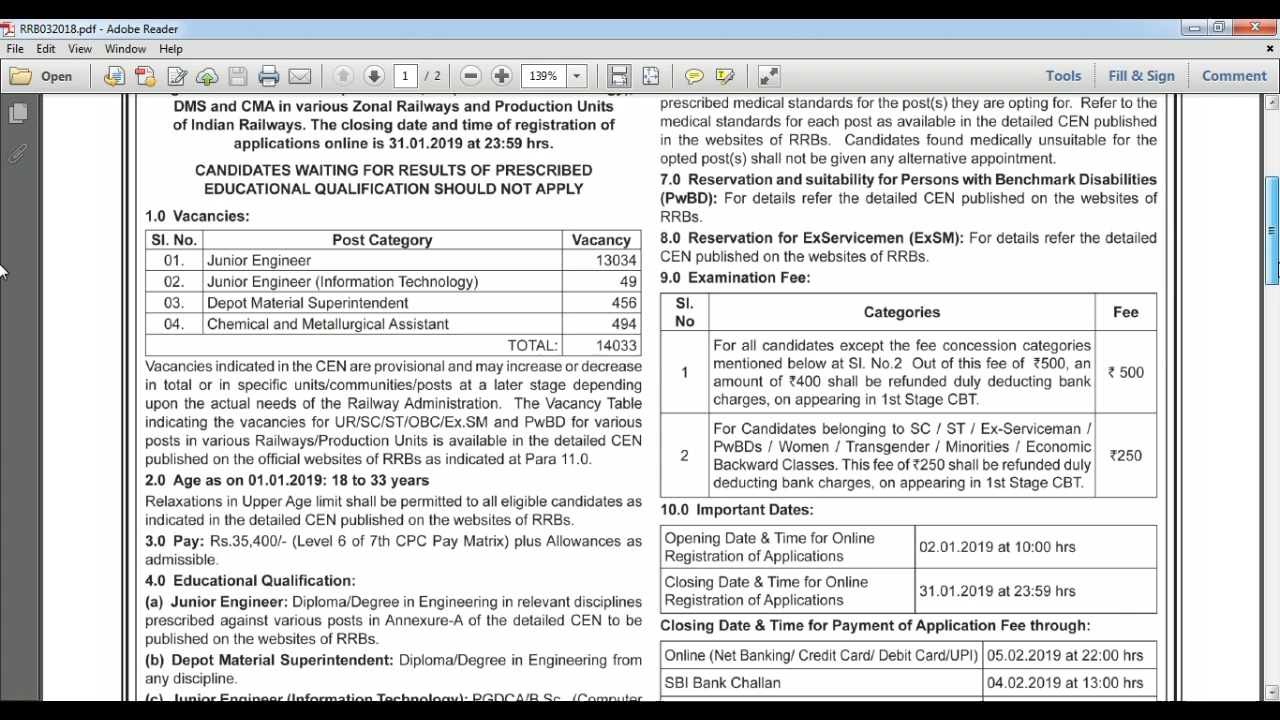 RRB032018.pdf - Adobe Reader
File Edit View Window Help
Open 1 / 2 139% Tools Fill & Sign Comment
DMS and CMA in various Zonal Railways and Production Units
of Indian Railways. The closing date and time of registration of
applications online is 31.01.2019 at 23:59 hrs.
CANDIDATES WAITING FOR RESULTS OF PRESCRIBED
EDUCATIONAL QUALIFICATION SHOULD NOT APPLY
1.0 Vacancies:
Sl. No. Post Category Vacancy
01. Junior Engineer 13034
02. Junior Engineer (Information Technology) 49
03. Depot Material Superintendent 456
04. Chemical and Metallurgical Assistant 494
TOTAL: 14033
Vacancies indicated in the CEN are provisional and may increase or decrease
in total or in specific units/communities/posts at a later stage depending
upon the actual needs of the Railway Administration. The Vacancy Table
indicating the vacancies for UR/SC/ST/OBC/Ex.SM and PwBD for various
posts in various Railways/Production Units is available in the detailed CEN
published on the official websites of RRBs as indicated at Para 11.0.
2.0 Age as on 01.01.2019: 18 to 33 years
Relaxations in Upper Age limit shall be permitted to all eligible candidates as
indicated in the detailed CEN published on the websites of RRBs.
3.0 Pay: Rs.35,400/- (Level 6 of 7th CPC Pay Matrix) plus Allowances as
admissible.
4.0 Educational Qualification:
(a) Junior Engineer: Diploma/Degree in Engineering in relevant disciplines
prescribed against various posts in Annexure-A of the detailed CEN to be
published on the websites of RRBs.
(b) Depot Material Superintendent: Diploma/Degree in Engineering from
any discipline.
(c) Junior Engineer (Information Technology): PGDCA/B.Sc. (Computer
prescribed medical standards for the post(s) they are opting for. Refer to the
medical standards for each post as available in the detailed CEN published
in the websites of RRBs. Candidates found medically unsuitable for the
opted post(s) shall not be given any alternative appointment.
7.0 Reservation and suitability for Persons with Benchmark Disabilities
(PwBD): For details refer the detailed CEN published on the websites of
RRBs.
8.0 Reservation for ExServicemen (ExSM): For details refer the detailed
CEN published on the websites of RRBs.
9.0 Examination Fee:
Sl.
No Categories Fee
For all candidates except the fee concession categories
mentioned below at Sl. No.2 Out of this fee of ₹500, an
1 amount of ₹400 shall be refunded duly deducting bank ₹ 500
charges, on appearing in 1st Stage CBT.
For Candidates belonging to SC / ST / Ex-Serviceman /
2 PwBDs / Women / Transgender / Minorities / Economic ₹250
Backward Classes. This fee of ₹250 shall be refunded duly
deducting bank charges, on appearing in 1st Stage CBT.
10.0 Important Dates:
Opening Date & Time for Online
Registration of Applications 02.01.2019 at 10:00 hrs
Closing Date & Time for Online
Registration of Applications 31.01.2019 at 23:59 hrs
Closing Date & Time for Payment of Application Fee through:
Online (Net Banking/ Credit Card/ Debit Card/UPI) 05.02.2019 at 22:00 hrs
SBI Bank Challan 04.02.2019 at 13:00 hrs